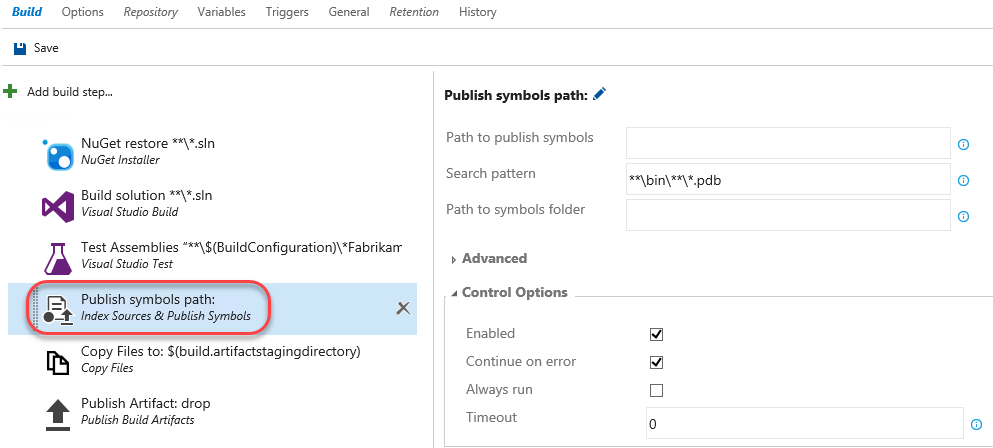 Build Options Repository Variables Triggers General Retention History
Save
Add build step...
NuGet restore **\*.sln
NuGet Installer
Build solution **\*.sln
Visual Studio Build
Test Assemblies “**\$(BuildConfiguration)\*Fabrikam
Visual Studio Test
Publish symbols path:
Index Sources & Publish Symbols
Copy Files to: $(build.artifactstagingdirectory)
Copy Files
Publish Artifact: drop
Publish Build Artifacts
Publish symbols path:
Path to publish symbols
Search pattern **\bin\**\*.pdb
Path to symbols folder
Advanced
Control Options
Enabled
Continue on error
Always run
Timeout 0